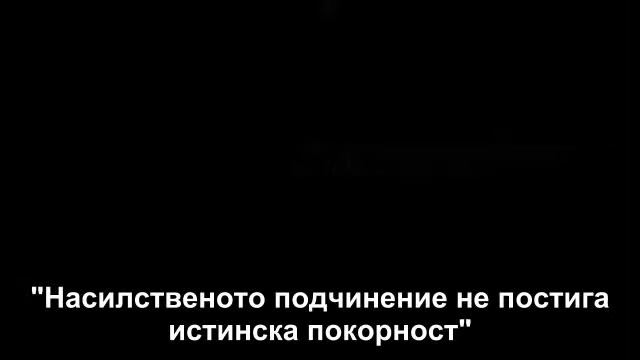 "Насилственото подчинение не постига
истинска покорност"